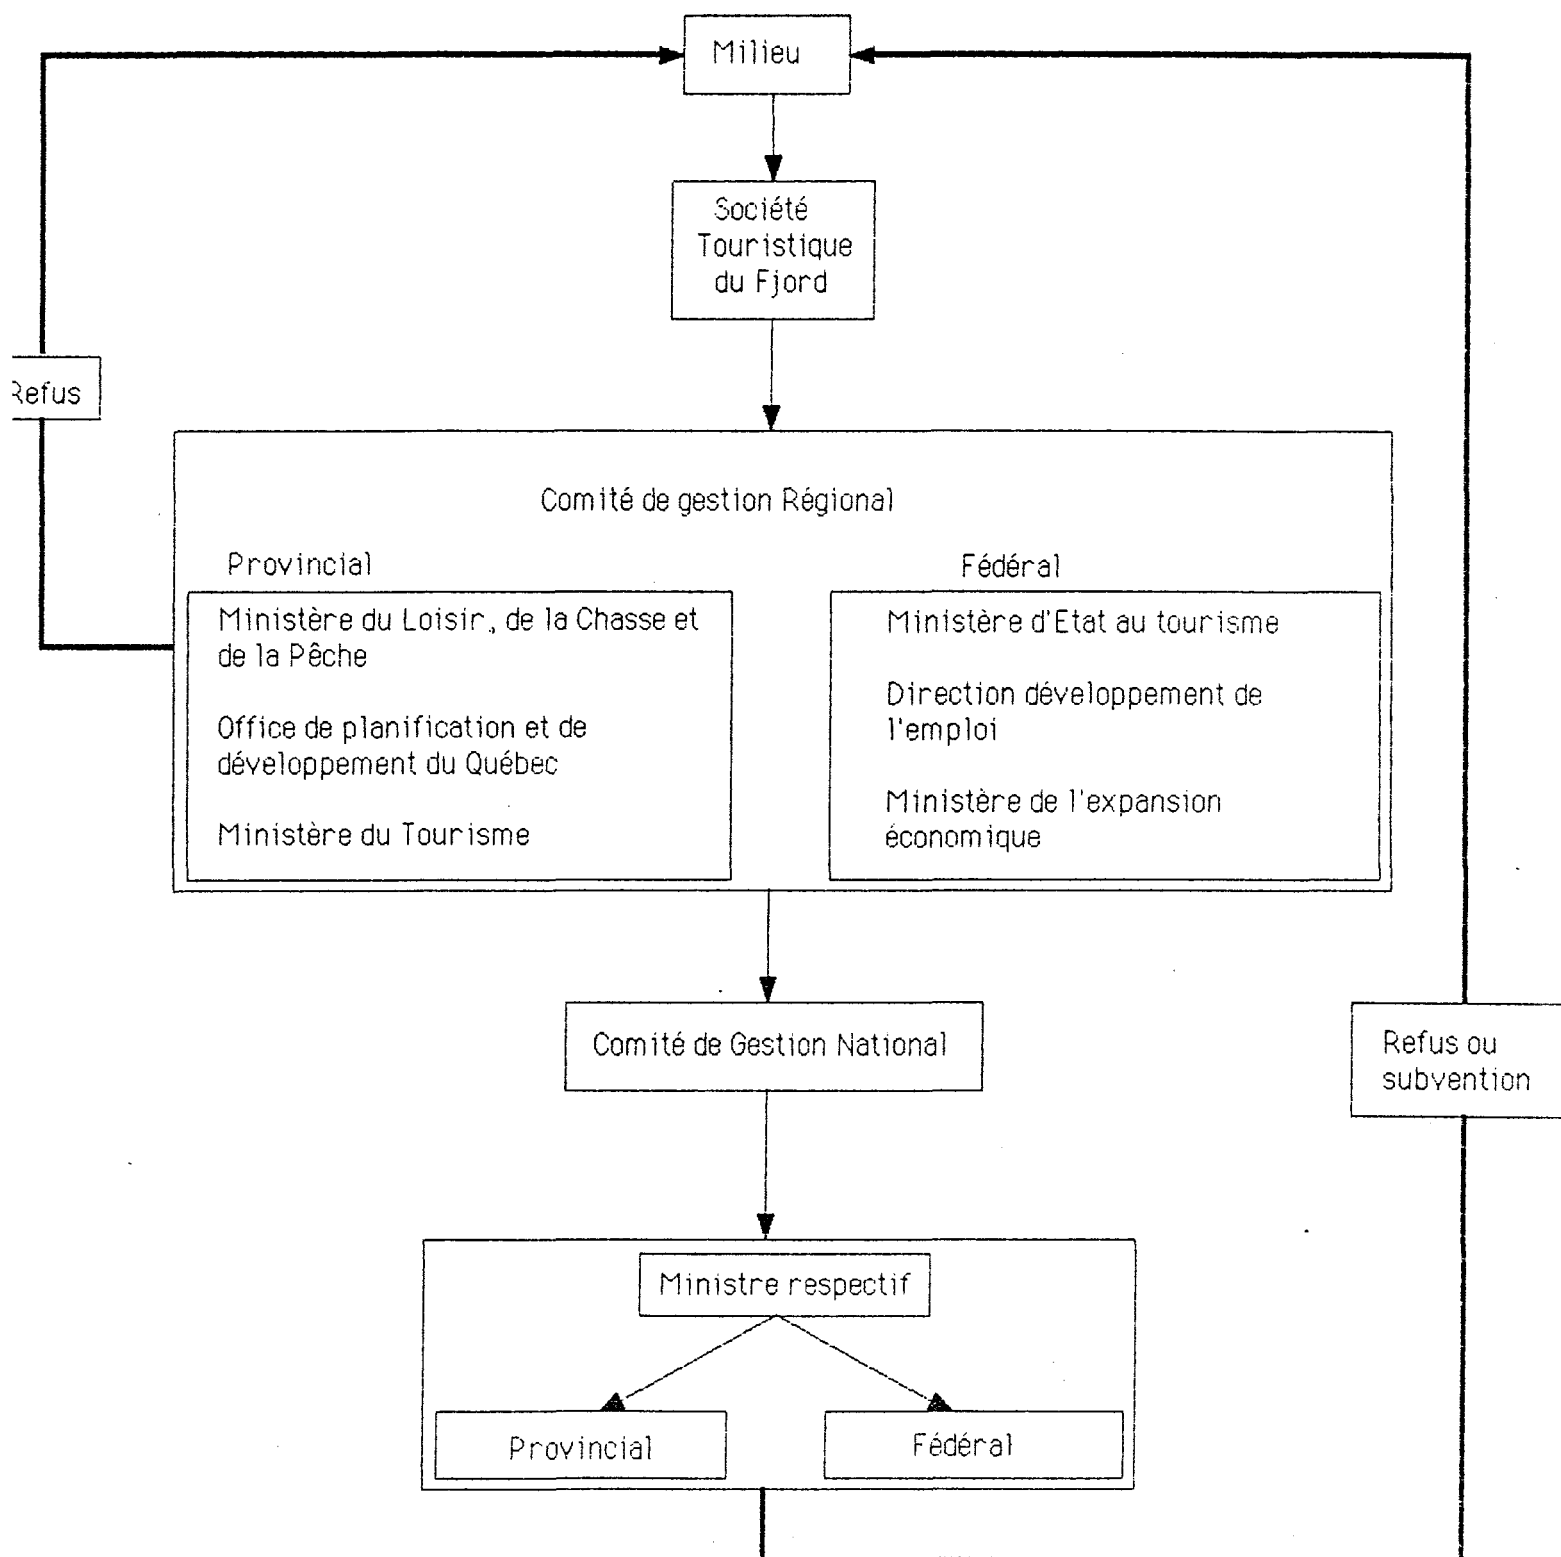 Milieu
Société
Touristique
du Fjord
Refus
Comité de gestion Régional
Provincial
Fédéral
Ministère du Loisir., de la Chasse et
de la Pêche
Office de planification et de
développement du Québec
Ministère du Tourisme
Ministère d'Etat au tourisme
Direction développement de
l'emploi
Ministère de l'expansion
économique
Comité de Gestion National
Refus ou
subvention
Ministre respectif
Provincial
Fédéral